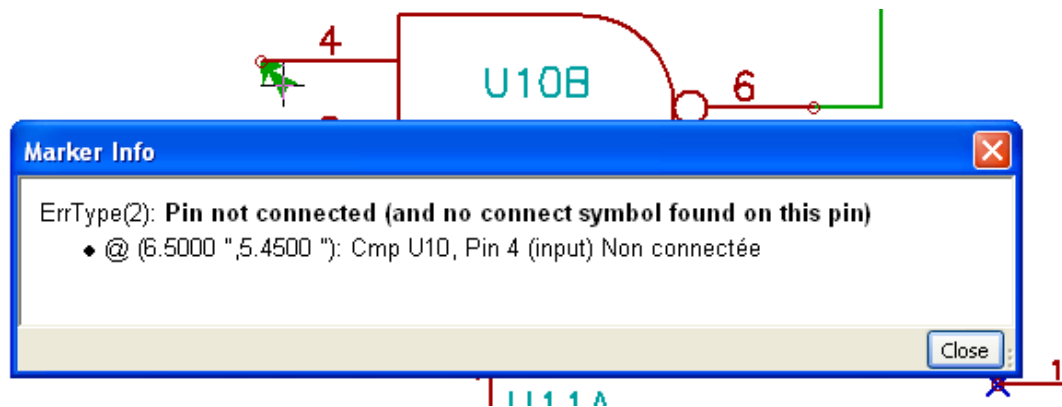 4
U10B
6
Marker Info
ErrType(2): Pin not connected (and no connect symbol found on this pin)
◆ @ (6.5000 ",5.4500 "): Cmp U10, Pin 4 (input) Non connectée
Close
1
U11A